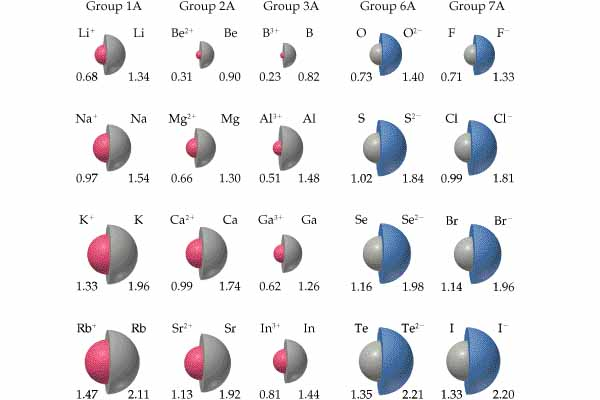 Group 1A Group 2A Group 3A Group 6A Group 7A
Li⁺ Li Be²⁺ Be B³⁺ B O O²⁻ F F⁻
0.68 1.34 0.31 0.90 0.23 0.82 0.73 1.40 0.71 1.33
Na⁺ Na Mg²⁺ Mg Al³⁺ Al S S²⁻ Cl Cl⁻
0.97 1.54 0.66 1.30 0.51 1.48 1.02 1.84 0.99 1.81
K⁺ K Ca²⁺ Ca Ga³⁺ Ga Se Se²⁻ Br Br⁻
1.33 1.96 0.99 1.74 0.62 1.26 1.16 1.98 1.14 1.96
Rb⁺ Rb Sr²⁺ Sr In³⁺ In Te Te²⁻ I I⁻
1.47 2.11 1.13 1.92 0.81 1.44 1.35 2.21 1.33 2.20